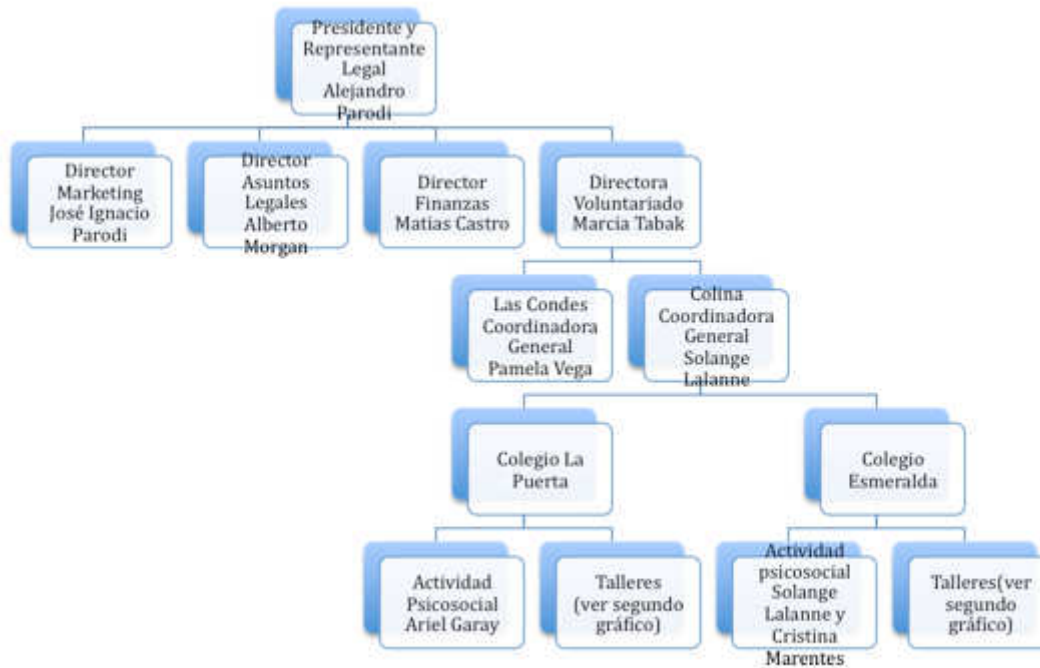 Presidente y
Representante
Legal
Alejandro
Parodi
Director
Marketing
José Ignacio
Parodi
Director
Asuntos
Legales
Alberto
Morgan
Director
Finanzas
Matias Castro
Directora
Voluntariado
Marcia Tabak
Las Condes
Coordinadora
General
Pamela Vega
Colina
Coordinadora
General
Solange
Lalanne
Colegio La
Puerta
Colegio
Esmeralda
Actividad
Psicosocial
Ariel Garay
Talleres
(ver segundo
gráfico)
Actividad
psicosocial
Solange
Lalanne y
Cristina
Marentes
Talleres(ver
segundo
gráfico)